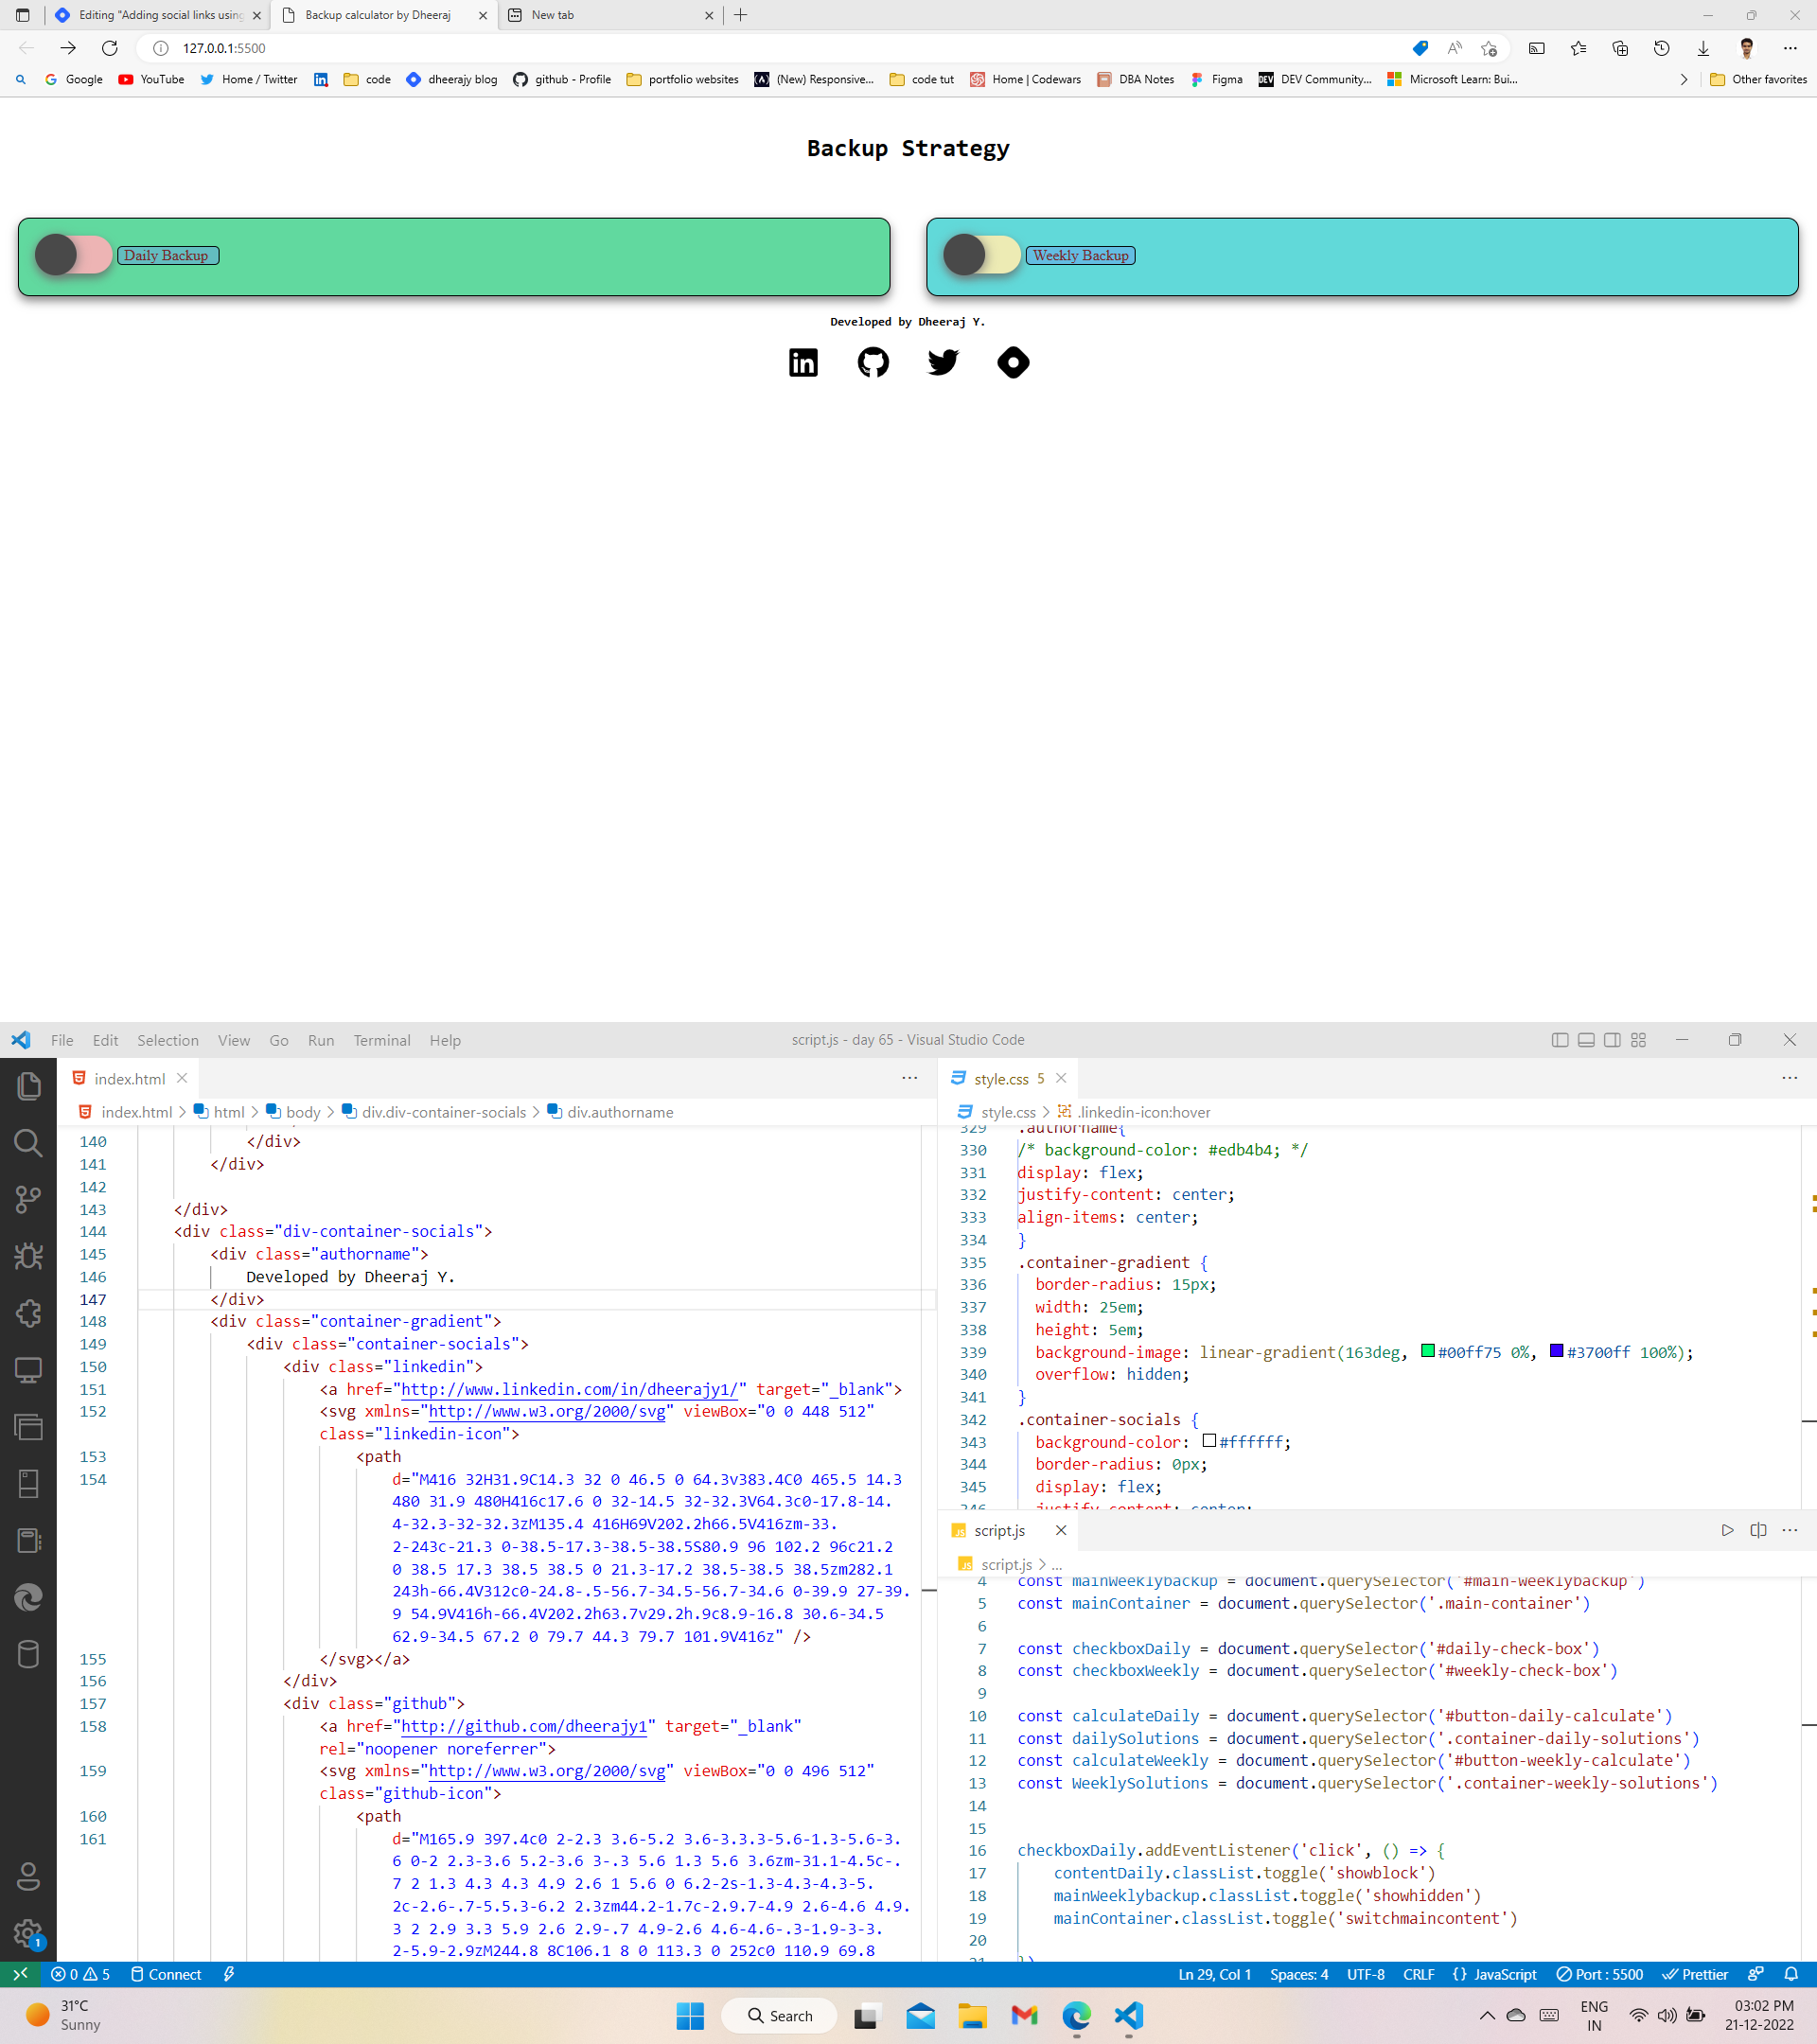 Editing "Adding social links using
Backup calculator by Dheeraj
New tab
127.0.0.1:5500
Google
YouTube
Home / Twitter
code
dheerajy blog
github - Profile
portfolio websites
(New) Responsive...
code tut
Home | Codewars
DBA Notes
Figma
DEV Community...
Microsoft Learn: Bui...
Other favorites
Backup Strategy
Daily Backup
Weekly Backup
Developed by Dheeraj Y.
File Edit Selection View Go Run Terminal Help
script.js - day 65 - Visual Studio Code
index.html
index.html > html > body > div.div-container-socials > div.authorname
140 </div>
141 </div>
142
143 </div>
144 <div class="div-container-socials">
145 <div class="authorname">
146 Developed by Dheeraj Y.
147 </div>
148 <div class="container-gradient">
149 <div class="container-socials">
150 <div class="linkedin">
151 <a href="http://www.linkedin.com/in/dheerajy1/" target="_blank">
152 <svg xmlns="http://www.w3.org/2000/svg" viewBox="0 0 448 512"
class="linkedin-icon">
153 <path
154 d="M416 32H31.9C14.3 32 0 46.5 0 64.3v383.4C0 465.5 14.3
480 31.9 480H416c17.6 0 32-14.5 32-32.3V64.3c0-17.8-14.
4-32.3-32-32.3zM135.4 416H69V202.2h66.5V416zm-33.
2-243c-21.3 0-38.5-17.3-38.5-38.5S80.9 96 102.2 96c21.2
0 38.5 17.3 38.5 38.5 0 21.3-17.2 38.5-38.5 38.5zm282.1
243h-66.4V312c0-24.8-.5-56.7-34.5-56.7-34.6 0-39.9 27-39.
9 54.9V416h-66.4V202.2h63.7v29.2h.9c8.9-16.8 30.6-34.5
62.9-34.5 67.2 0 79.7 44.3 79.7 101.9V416z" />
155 </svg></a>
156 </div>
157 <div class="github">
158 <a href="http://github.com/dheerajy1" target="_blank"
rel="noopener noreferrer">
159 <svg xmlns="http://www.w3.org/2000/svg" viewBox="0 0 496 512"
class="github-icon">
160 <path
161 d="M165.9 397.4c0 2-2.3 3.6-5.2 3.6-3.3.3-5.6-1.3-5.6-3.
6 0-2 2.3-3.6 5.2-3.6 3-.3 5.6 1.3 5.6 3.6zm-31.1-4.5c-.
7 2 1.3 4.3 4.3 4.9 2.6 1 5.6 0 6.2-2s-1.3-4.3-4.3-5.
2c-2.6-.7-5.5.3-6.2 2.3zm44.2-1.7c-2.9.7-4.9 2.6-4.6 4.9.
3 2 2.9 3.3 5.9 2.6 2.9-.7 4.9-2.6 4.6-4.6-.3-1.9-3-3.
2-5.9-2.9zM244.8 8C106.1 8 0 113.3 0 252c0 110.9 69.8
style.css 5
style.css > .linkedin-icon:hover
329 .authorname{
330 /* background-color: #edb4b4; */
331 display: flex;
332 justify-content: center;
333 align-items: center;
334 }
335 .container-gradient {
336 border-radius: 15px;
337 width: 25em;
338 height: 5em;
339 background-image: linear-gradient(163deg, #00ff75 0%, #3700ff 100%);
340 overflow: hidden;
341 }
342 .container-socials {
343 background-color: #ffffff;
344 border-radius: 0px;
345 display: flex;
346 justify-content: center;
script.js
script.js > ...
4 const mainWeeklybackup = document.querySelector('#main-weeklybackup')
5 const mainContainer = document.querySelector('.main-container')
6
7 const checkboxDaily = document.querySelector('#daily-check-box')
8 const checkboxWeekly = document.querySelector('#weekly-check-box')
9
10 const calculateDaily = document.querySelector('#button-daily-calculate')
11 const dailySolutions = document.querySelector('.container-daily-solutions')
12 const calculateWeekly = document.querySelector('#button-weekly-calculate')
13 const WeeklySolutions = document.querySelector('.container-weekly-solutions')
14
15
16 checkboxDaily.addEventListener('click', () => {
17 contentDaily.classList.toggle('showblock')
18 mainWeeklybackup.classList.toggle('showhidden')
19 mainContainer.classList.toggle('switchmaincontent')
20
21 })
1
0 5 Connect
Ln 29, Col 1 Spaces: 4 UTF-8 CRLF {} JavaScript Port : 5500 Prettier
31°C
Sunny
Search
ENG
IN
03:02 PM
21-12-2022